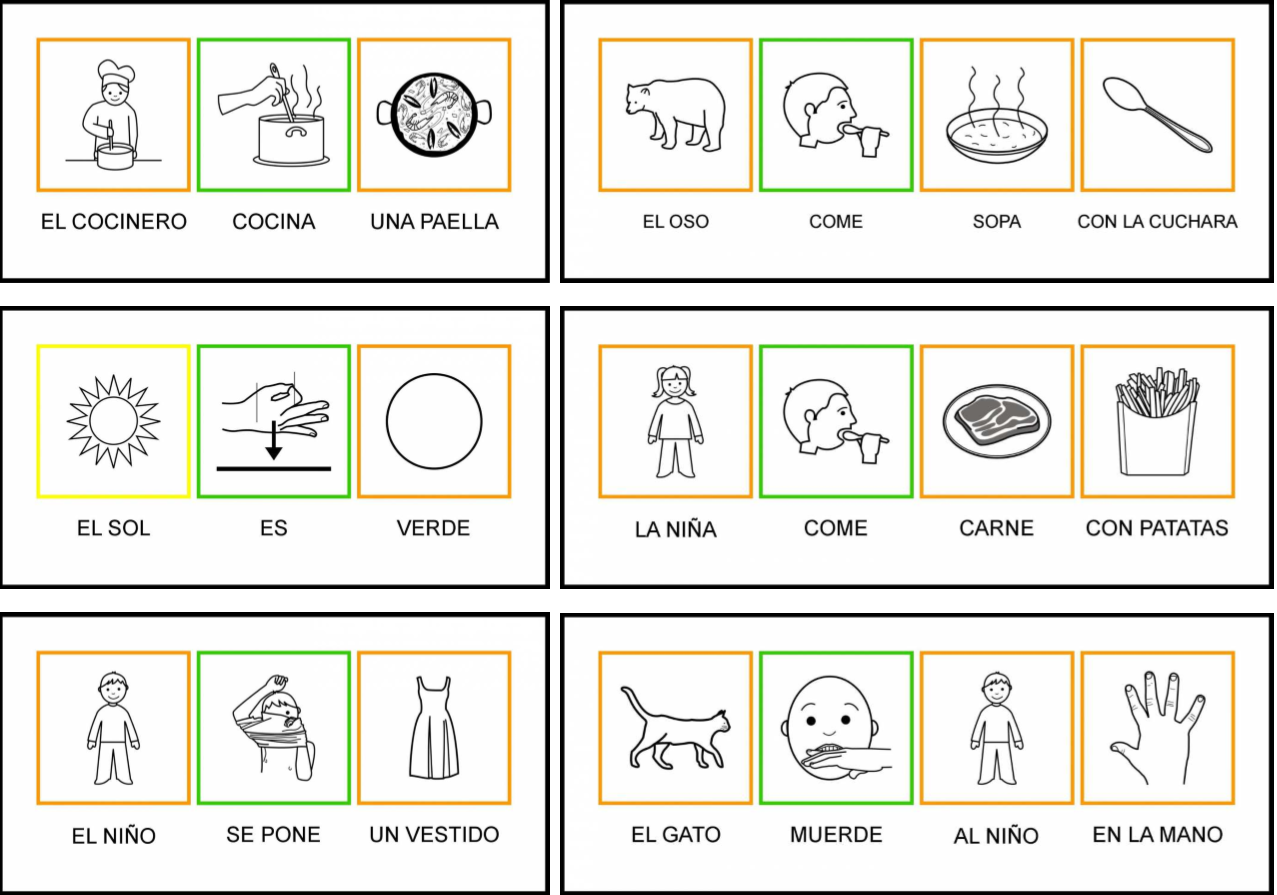 EL COCINERO COCINA UNA PAELLA
EL OSO COME SOPA CON LA CUCHARA
EL SOL ES VERDE
LA NIÑA COME CARNE CON PATATAS
EL NIÑO SE PONE UN VESTIDO
EL GATO MUERDE AL NIÑO EN LA MANO